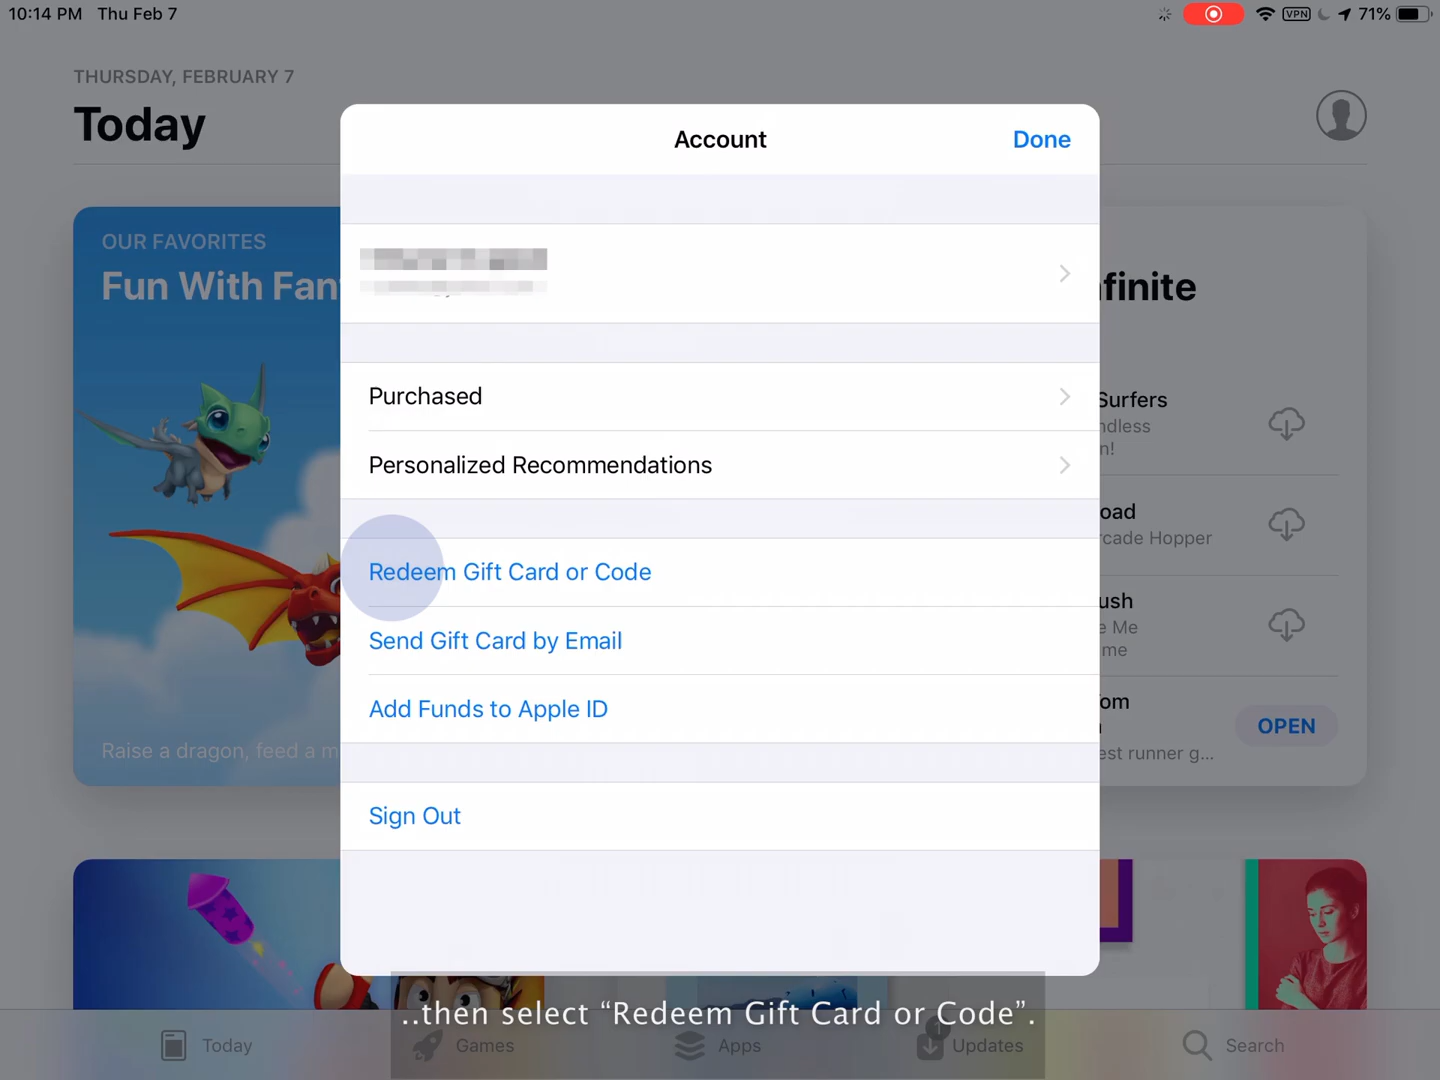 10:14 PM Thu Feb 7
VPN 71%
THURSDAY, FEBRUARY 7
Today
Account
Done
OUR FAVORITES
Fun With Fan
finite
Purchased
Surfers
ndless
n!
Personalized Recommendations
oad
rcade Hopper
Redeem Gift Card or Code
ush
e Me
me
Send Gift Card by Email
Add Funds to Apple ID
om
OPEN
est runner g...
Raise a dragon, feed a m
Sign Out
..then select “Redeem Gift Card or Code”.
Today
Games
Apps
1
Updates
Search